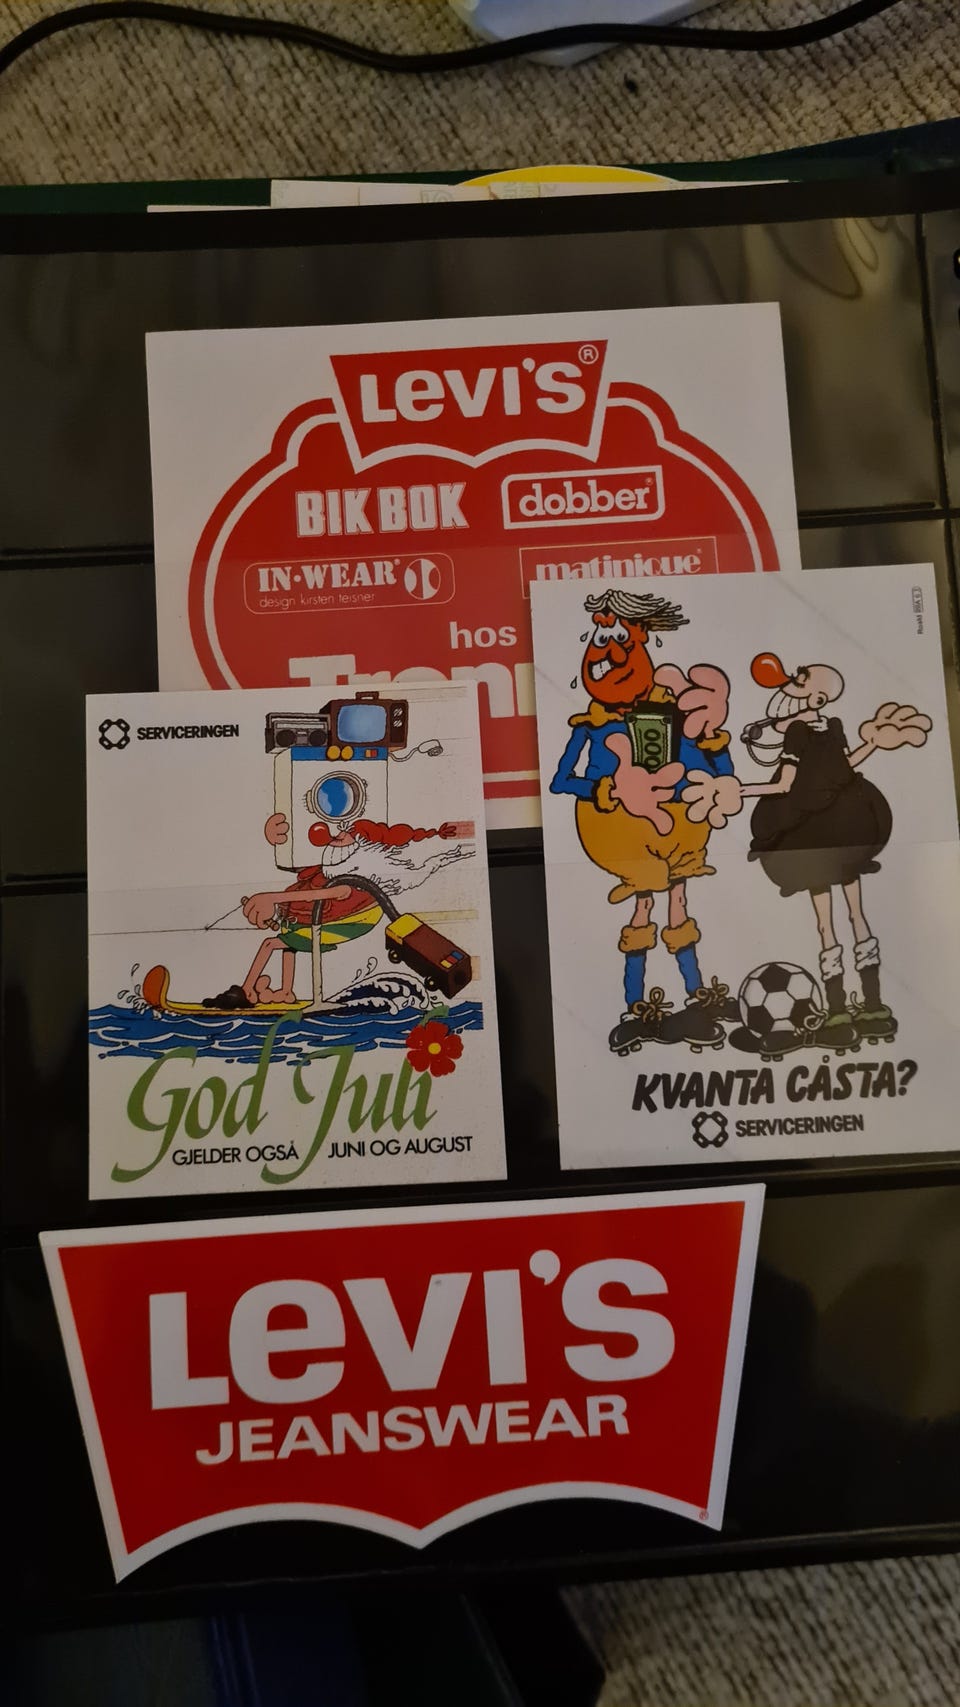 LEVI'S®
BIK BOK
dobber®
IN·WEAR®
design kirsten teisner
matinique®
hos
SERVICERINGEN
God Juli
GJELDER OGSÅ JUNI OG AUGUST
000
KVANTA CÅSTA?
SERVICERINGEN
LEVI'S
JEANSWEAR
®